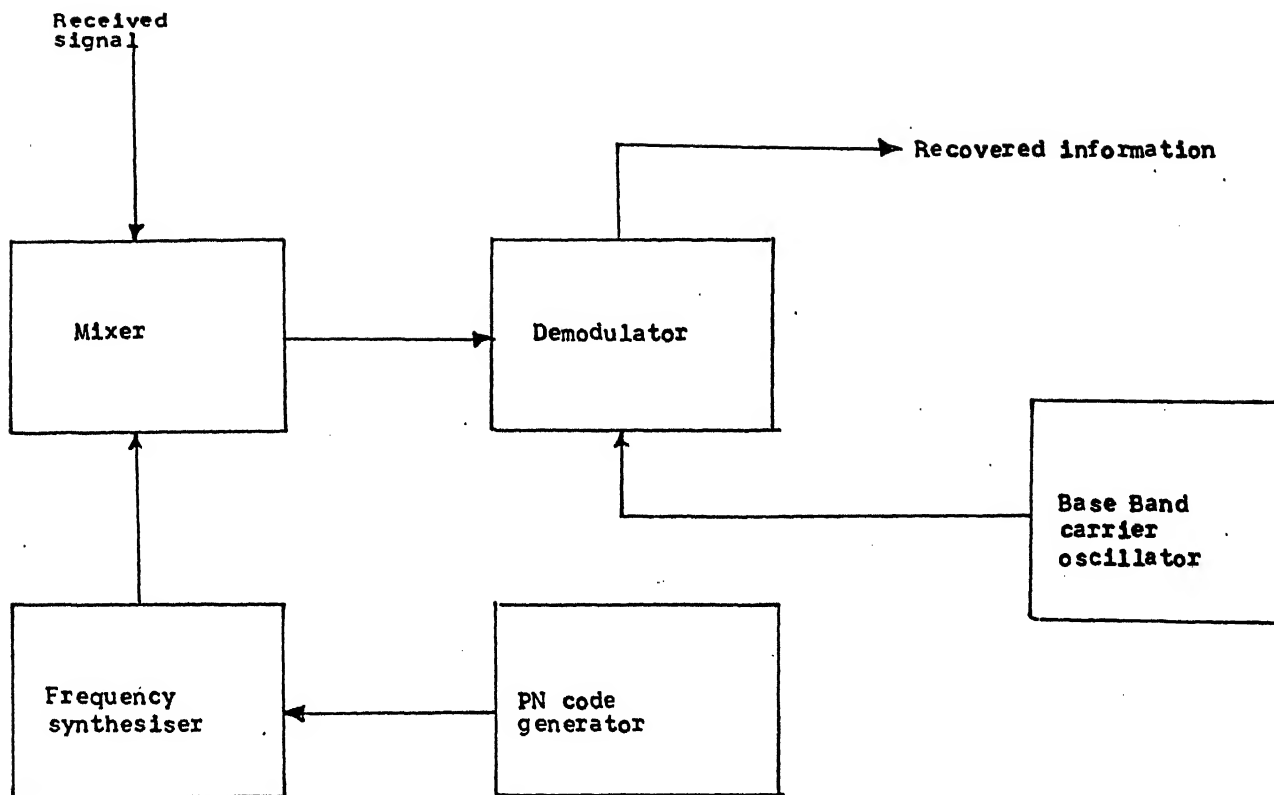 Received
signal
Recovered information
Mixer
Demodulator
Base Band
carrier
oscillator
Frequency
synthesiser
PN code
generator